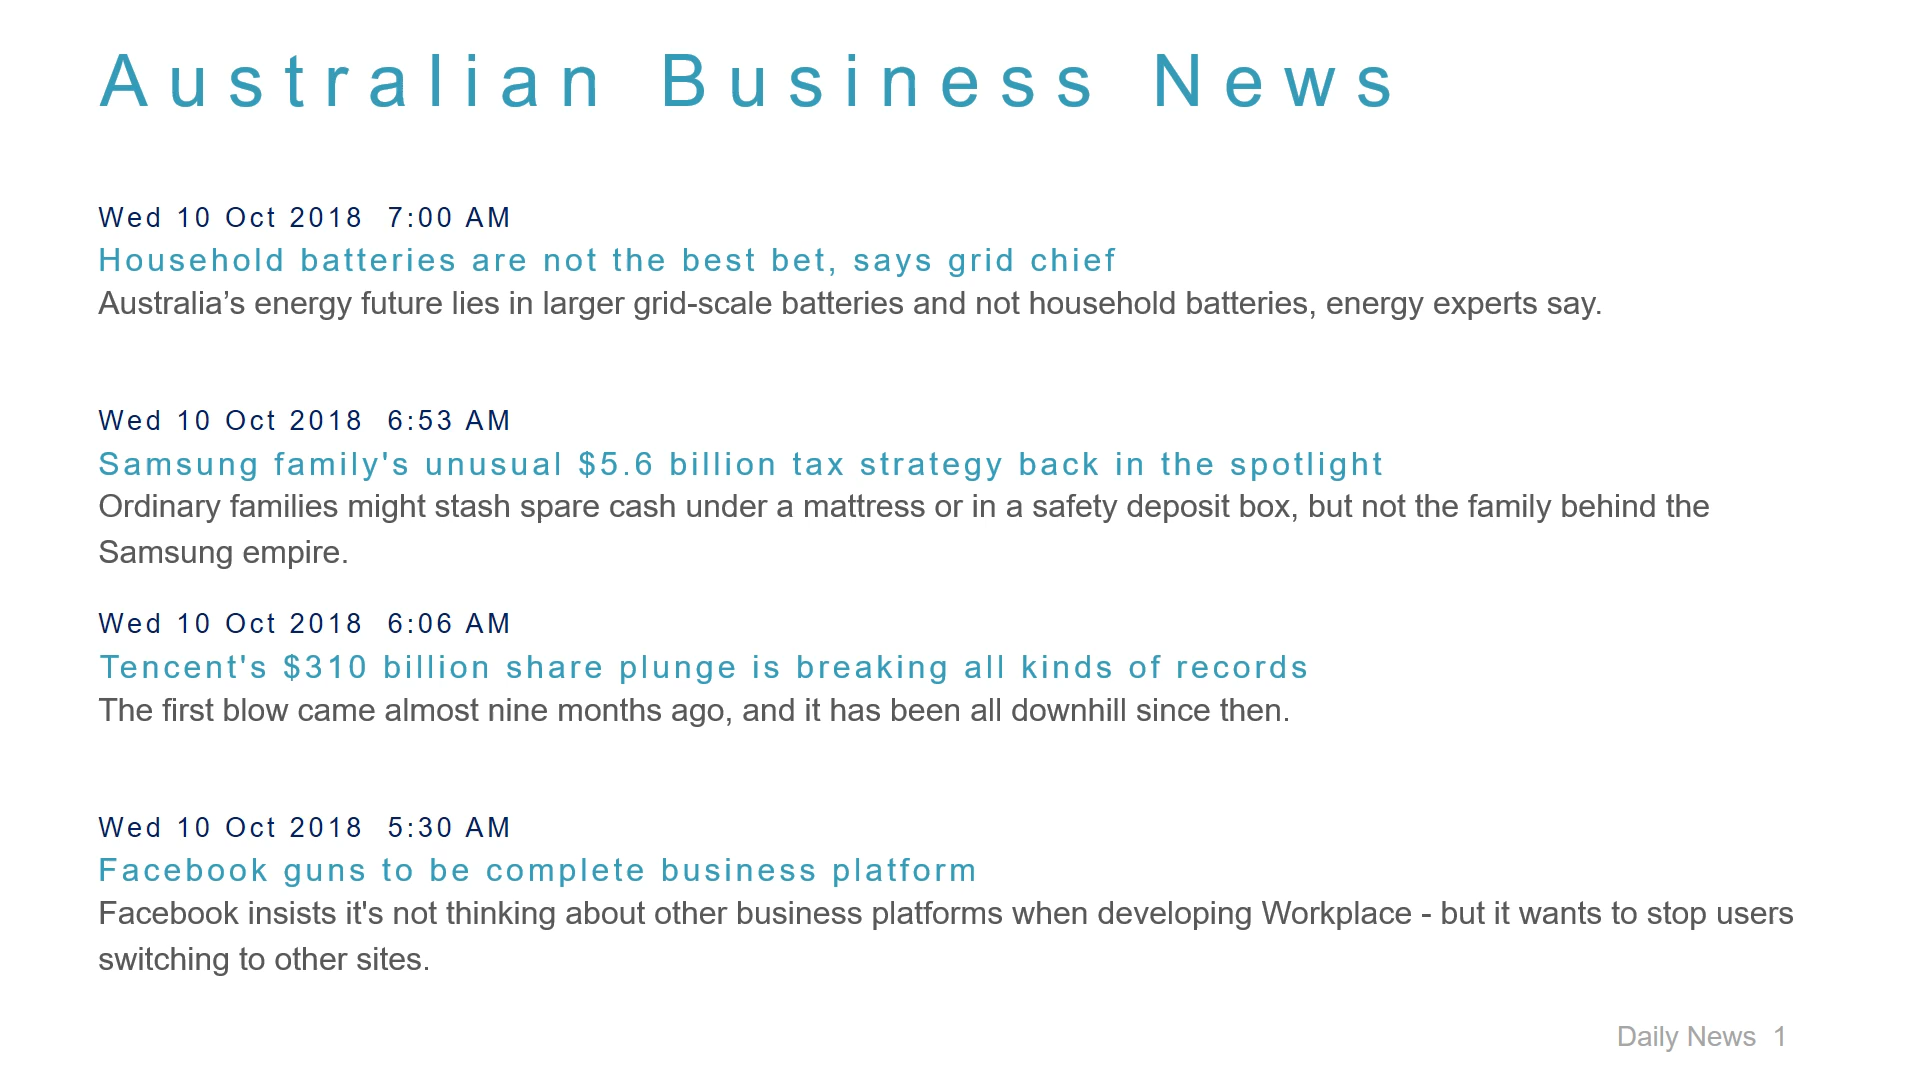 Australian Business News
Wed 10 Oct 2018  7:00 AM
Household batteries are not the best bet, says grid chief
Australia’s energy future lies in larger grid-scale batteries and not household batteries, energy experts say.
Wed 10 Oct 2018  6:53 AM
Samsung family's unusual $5.6 billion tax strategy back in the spotlight
Ordinary families might stash spare cash under a mattress or in a safety deposit box, but not the family behind the
Samsung empire.
Wed 10 Oct 2018  6:06 AM
Tencent's $310 billion share plunge is breaking all kinds of records
The first blow came almost nine months ago, and it has been all downhill since then.
Wed 10 Oct 2018  5:30 AM
Facebook guns to be complete business platform
Facebook insists it's not thinking about other business platforms when developing Workplace - but it wants to stop users
switching to other sites.
Daily News  1